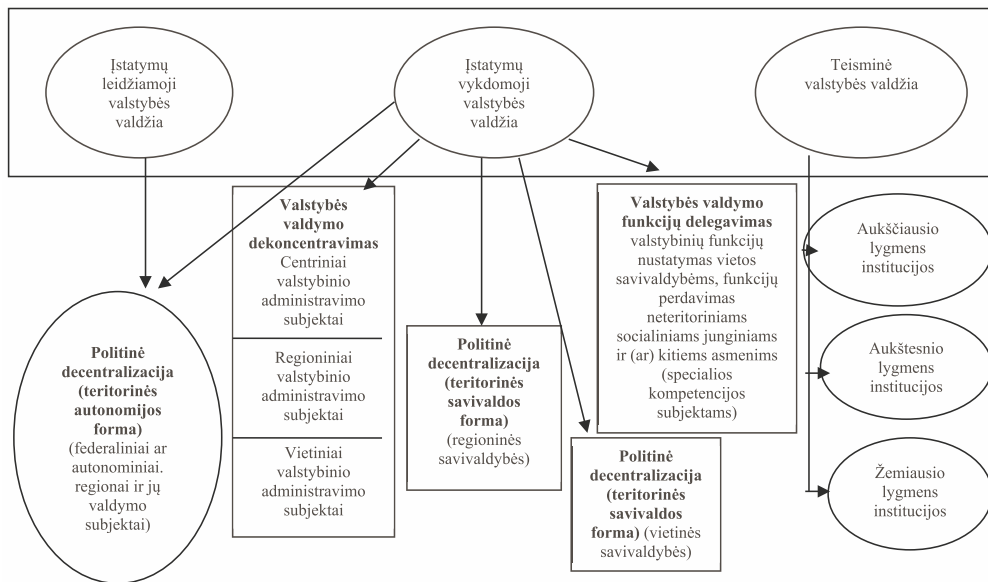 Įstatymų
leidžiamoji
valstybės
valdžia
Įstatymų
vykdomoji
valstybės
valdžia
Teisminė
valstybės valdžia
Politinė
decentralizacija
(teritorinės
autonomijos
forma)
(federaliniai ar
autonominiai.
regionai ir jų
valdymo
subjektai)
Valstybės
valdymo
dekoncentravimas
Centriniai
valstybinio
administravimo
subjektai
Regioniniai
valstybinio
administravimo
subjektai
Vietiniai
valstybinio
administravimo
subjektai
Politinė
decentralizacija
(teritorinės
savivaldos
forma)
(regioninės
savivaldybės)
Politinė
decentralizacija
(teritorinės
savivaldos
forma) (vietinės
savivaldybės)
Valstybės valdymo
funkcijų delegavimas
valstybinių funkcijų
nustatymas vietos
savivaldybėms, funkcijų
perdavimas
neteritoriniams
socialiniams junginiams
ir (ar) kitiems asmenims
(specialios
kompetencijos
subjektams)
Aukščiausio
lygmens
institucijos
Aukštesnio
lygmens
institucijos
Žemiausio
lygmens
institucijos